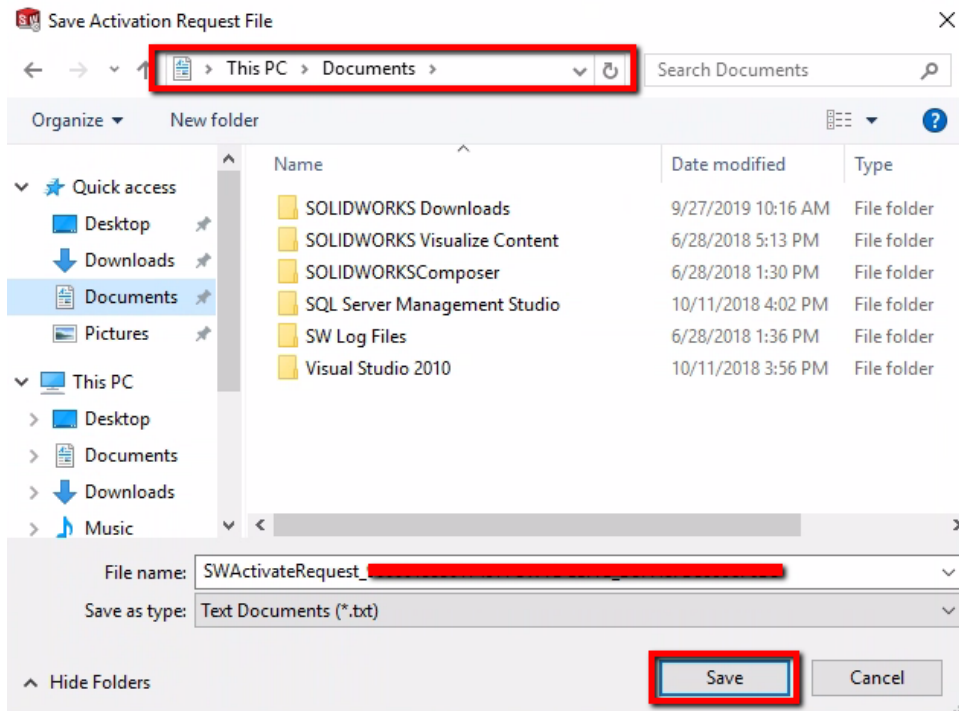 Save Activation Request File
This PC > Documents >
Search Documents
Organize
New folder
Name
Date modified
Type
Quick access
Desktop
Downloads
Documents
Pictures
This PC
Desktop
Documents
Downloads
Music
SOLIDWORKS Downloads 9/27/2019 10:16 AM File folder
SOLIDWORKS Visualize Content 6/28/2018 5:13 PM File folder
SOLIDWORKSComposer 6/28/2018 1:30 PM File folder
SQL Server Management Studio 10/11/2018 4:02 PM File folder
SW Log Files 6/28/2018 1:36 PM File folder
Visual Studio 2010 10/11/2018 3:56 PM File folder
File name: SWActivateRequest_
Save as type: Text Documents (*.txt)
Hide Folders
Save
Cancel